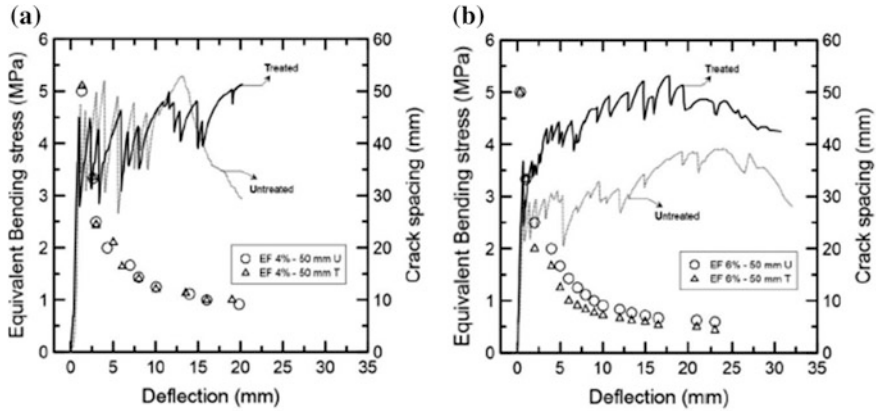 (a)
Equivalent Bending stress (MPa)
6
5
4
3
2
1
0
60
50
40
30
20
10
0
Crack spacing (mm)
Treated
Untreated
EF 4% - 50 mm U
EF 4% - 50 mm T
0 5 10 15 20 25 30 35
Deflection (mm)
(b)
Equivalent Bending stress (MPa)
6
5
4
3
2
1
0
60
50
40
30
20
10
0
Crack spacing (mm)
Treated
Untreated
EF 6% - 50 mm U
EF 6% - 50 mm T
0 5 10 15 20 25 30 35
Deflection (mm)